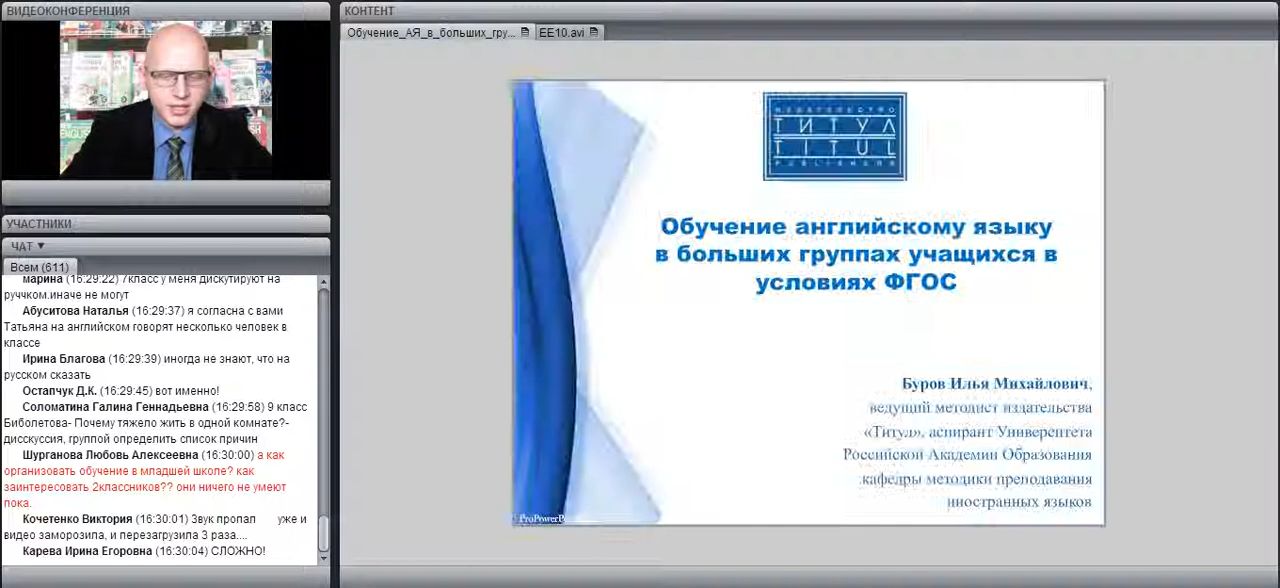 ВИДЕОКОНФЕРЕНЦИЯ
УЧАСТНИКИ
ЧАТ ▼
Всем (611)
марина (16:29:22) 7класс у меня дискутируют на
руччком.иначе не могут
Абуситова Наталья (16:29:37) я согласна с вами
Татьяна на английском говорят несколько человек в
классе
Ирина Благова (16:29:39) иногда не знают, что на
русском сказать
Остапчук Д.К. (16:29:45) вот именно!
Соломатина Галина Геннадьевна (16:29:58) 9 класс
Биболетова- Почему тяжело жить в одной комнате?-
дисскуссия, группой определить список причин
Шурганова Любовь Алексеевна (16:30:00) а как
организовать обучение в младшей школе? как
заинтересовать 2классников?? они ничего не умеют
пока.
Кочетенко Виктория (16:30:01) Звук пропал уже и
видео заморозила, и перезагрузила 3 раза....
Карева Ирина Егоровна (16:30:04) СЛОЖНО!
КОНТЕНТ
Обучение_АЯ_в_больших_гру...
EE10.avi
ИЗДАТЕЛЬСТВО
ТИТУЛ
TITUL
PUBLISHERS
Обучение английскому языку
в больших группах учащихся в
условиях ФГОС
Буров Илья Михайлович,
ведущий методист издательства
«Титул», аспирант Университета
Российской Академии Образования
кафедры методики преподавания
иностранных языков
ProPowerP